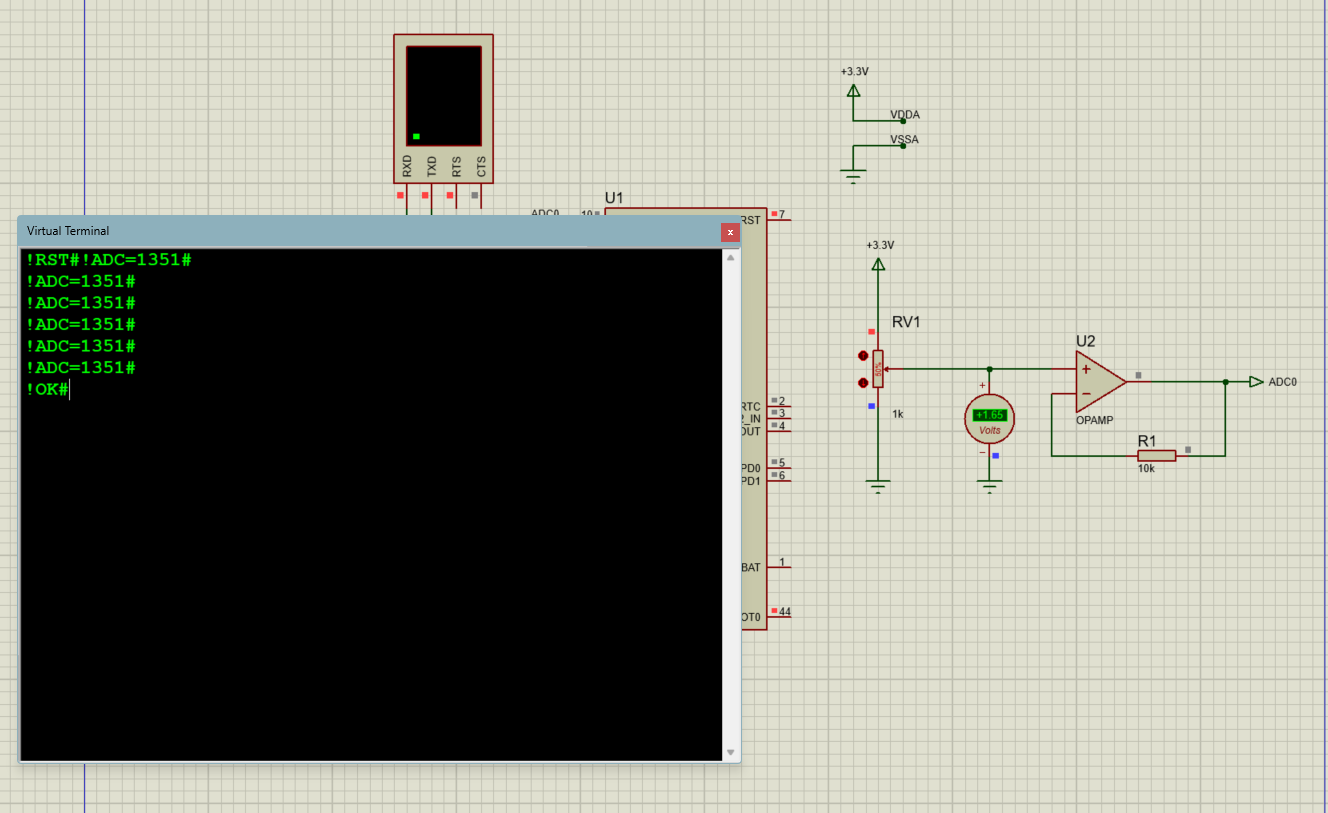 RXD
TXD
RTS
CTS
+3.3V
VDDA
VSSA
U1
ADC0
10
RST
7
Virtual Terminal
x
!RST#!ADC=1351#
!ADC=1351#
!ADC=1351#
!ADC=1351#
!ADC=1351#
!ADC=1351#
!OK#
+3.3V
RV1
1k
+
+1.65
Volts
−
U2
+
−
OPAMP
ADC0
R1
10k
RTC
2
2_IN
3
OUT
4
PD0
5
PD1
6
BAT
1
OT0
44